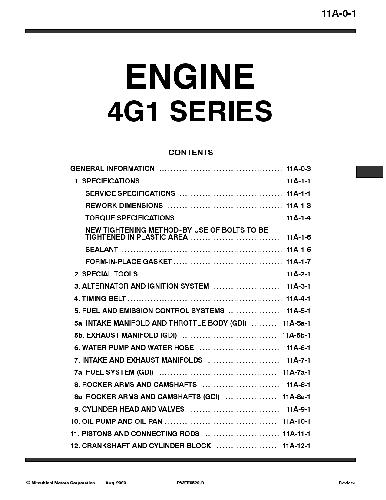 11A-0-1
ENGINE
4G1 SERIES
CONTENTS
GENERAL INFORMATION ........................................ 11A-0-3
1. SPECIFICATIONS ............................................ 11A-1-1
SERVICE SPECIFICATIONS .................................. 11A-1-1
REWORK DIMENSIONS ...................................... 11A-1-3
TORQUE SPECIFICATIONS ................................... 11A-1-4
NEW TIGHTENING METHOD-BY USE OF BOLTS TO BE
TIGHTENED IN PLASTIC AREA ............................... 11A-1-6
SEALANT ................................................. 11A-1-6
FORM-IN-PLACE GASKET .................................... 11A-1-7
2. SPECIAL TOOLS ........................................... 11A-2-1
3. ALTERNATOR AND IGNITION SYSTEM ......................... 11A-3-1
4. TIMING BELT ............................................. 11A-4-1
5. FUEL AND EMISSION CONTROL SYSTEMS ...................... 11A-5-1
5a. INTAKE MANIFOLD AND THROTTLE BODY (GDI) .......... 11A-5a-1
5b. EXHAUST MANIFOLD (GDI) ............................... 11A-5b-1
6. WATER PUMP AND WATER HOSE .............................. 11A-6-1
7. INTAKE AND EXHAUST MANIFOLDS .......................... 11A-7-1
7a. FUEL SYSTEM (GDI) ..................................... 11A-7a-1
8. ROCKER ARMS AND CAMSHAFTS ............................. 11A-8-1
8a. ROCKER ARMS AND CAMSHAFTS (GDI) ..................... 11A-8a-1
9. CYLINDER HEAD AND VALVES ............................... 11A-9-1
10. OIL PUMP AND OIL PAN ................................... 11A-10-1
11. PISTONS AND CONNECTING RODS .......................... 11A-11-1
12. CRANKSHAFT AND CYLINDER BLOCK ........................ 11A-12-1
© Mitsubishi Motors Corporation Aug. 2000